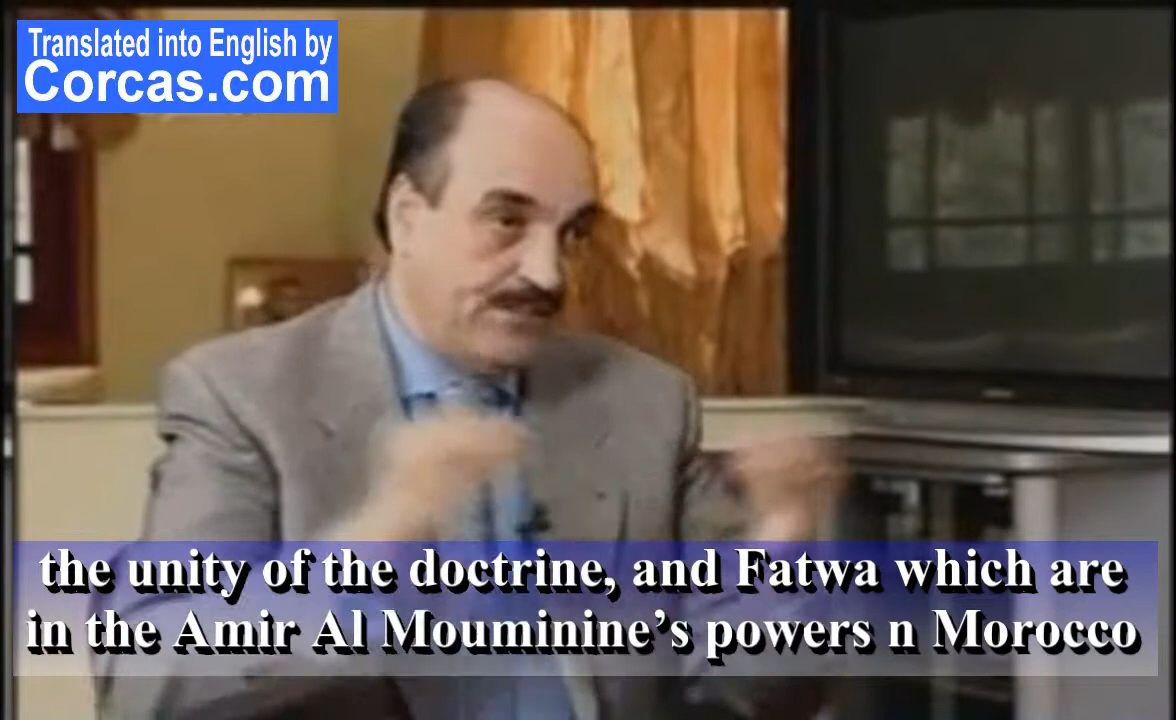 Translated into English by
Corcas.com
the unity of the doctrine, and Fatwa which are
in the Amir Al Mouminine’s powers n Morocco